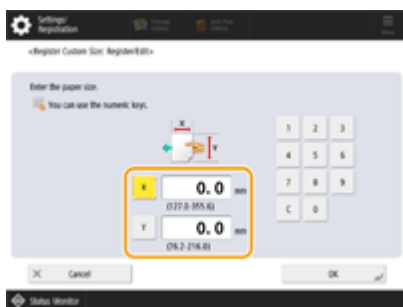 Settings/
Registration
<Register Custom Size: Register/Edit>
Enter the paper size.
You can use the numeric keys.
X
Y
1 2 3
4 5 6
7 8 9
C 0
X 0.0 mm
(127.0-355.6)
Y 0.0 mm
(76.2-216.0)
Cancel
OK
Status Monitor